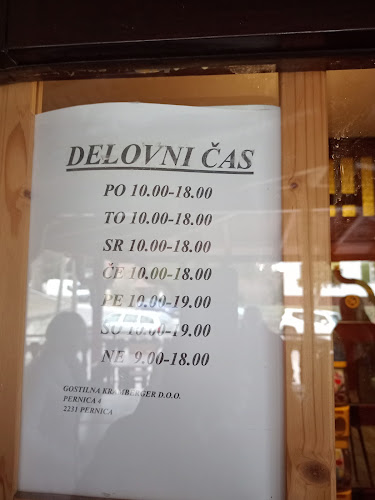 DELOVNI ČAS
PO 10.00-18.00
TO 10.00-18.00
SR 10.00-18.00
ČE 10.00-18.00
PE 10.00-19.00
SO 10.00-19.00
NE 9.00-18.00
GOSTILNA KRAMBERGER D.O.O.
PERNICA 4
2231 PERNICA